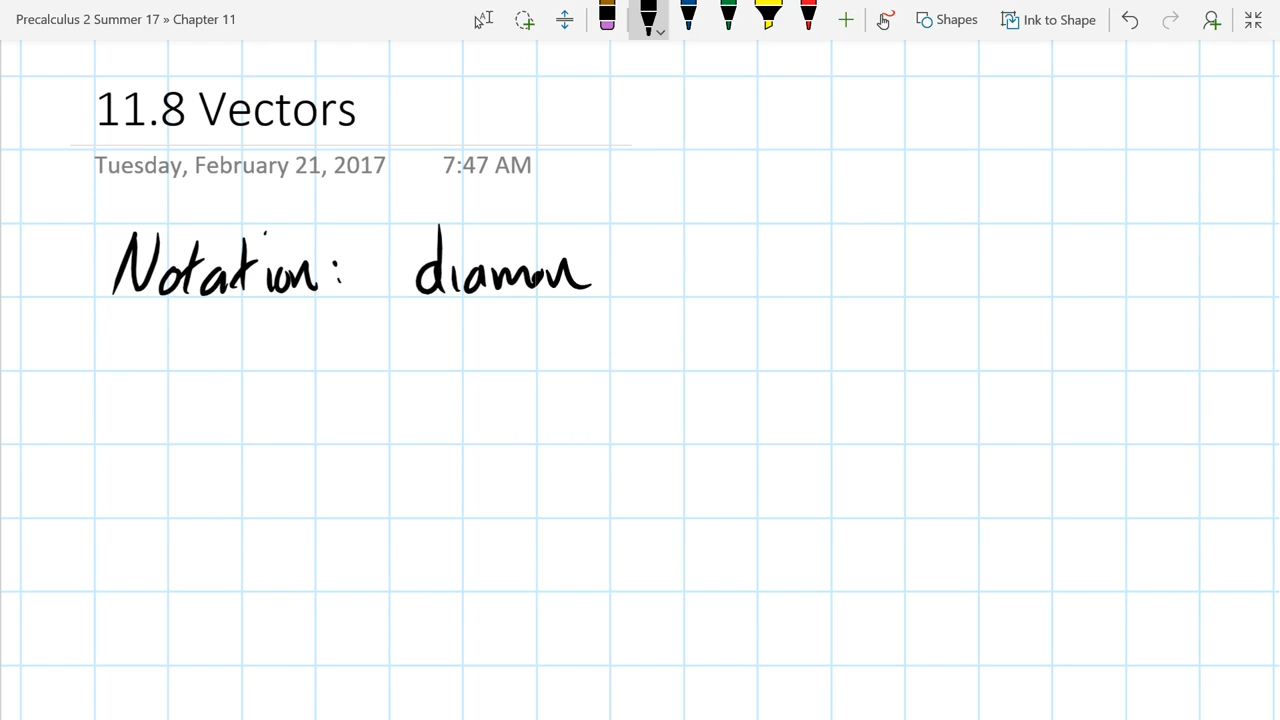 Precalculus 2 Summer 17 » Chapter 11
Shapes
Ink to Shape
11.8 Vectors
Tuesday, February 21, 2017 7:47 AM
Notation: diamon